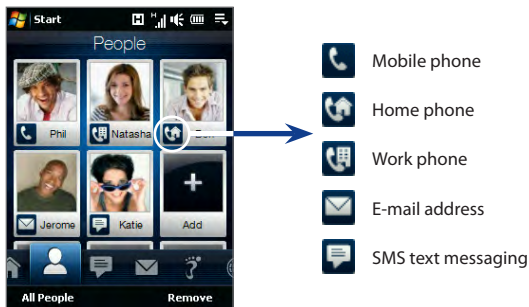 Start
H
People
Phil
Natasha
Jerome
Katie
Add
All People
Remove
Mobile phone
Home phone
Work phone
E-mail address
SMS text messaging